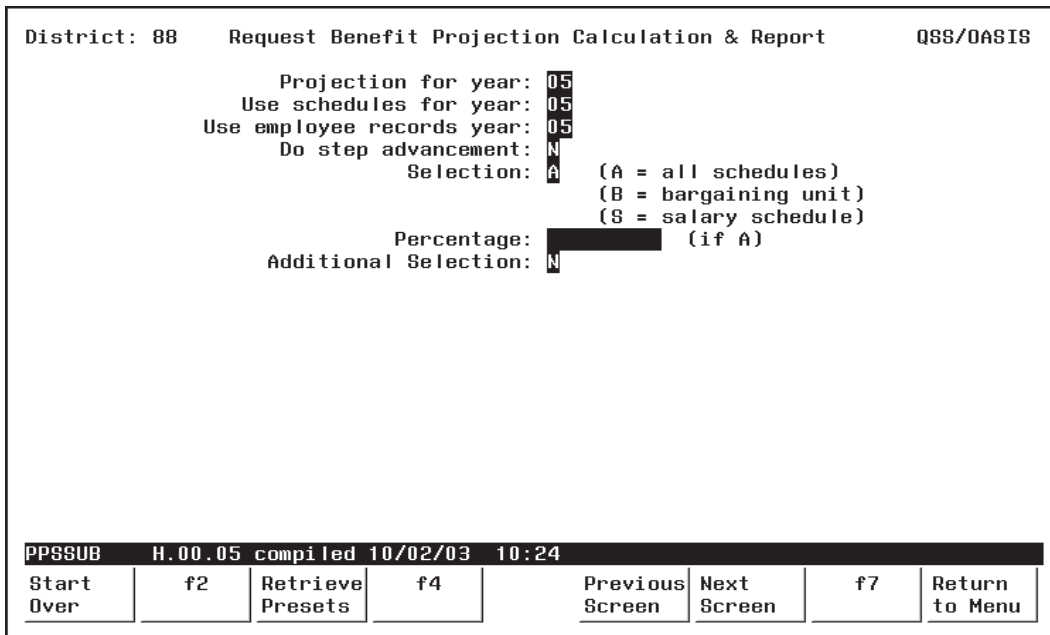 District: 88 Request Benefit Projection Calculation & Report QSS/OASIS
Projection for year: 05
Use schedules for year: 05
Use employee records year: 05
Do step advancement: N
Selection: A (A = all schedules)
(B = bargaining unit)
(S = salary schedule)
Percentage: (if A)
Additional Selection: N
PPSSUB H.00.05 compiled 10/02/03 10:24
Start f2 Retrieve f4 Previous Next f7 Return
Over Presets Screen Screen to Menu